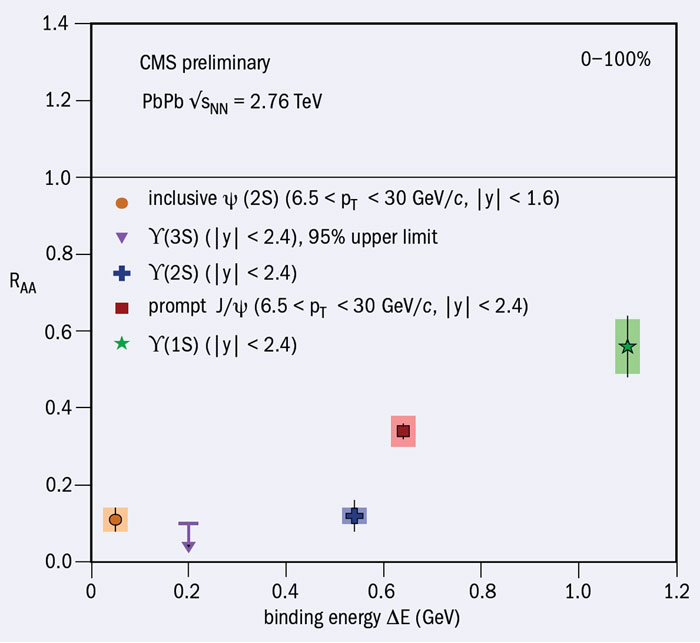 1.4
CMS preliminary
0–100%
1.2
PbPb √sNN = 2.76 TeV
1.0
inclusive ψ (2S) (6.5 < pT < 30 GeV/c, |y| < 1.6)
ϒ(3S) (|y| < 2.4), 95% upper limit
0.8
ϒ(2S) (|y| < 2.4)
RAA
prompt J/ψ (6.5 < pT < 30 GeV/c, |y| < 2.4)
0.6
ϒ(1S) (|y| < 2.4)
0.4
0.2
0.0
0 0.2 0.4 0.6 0.8 1.0 1.2
binding energy ΔE (GeV)